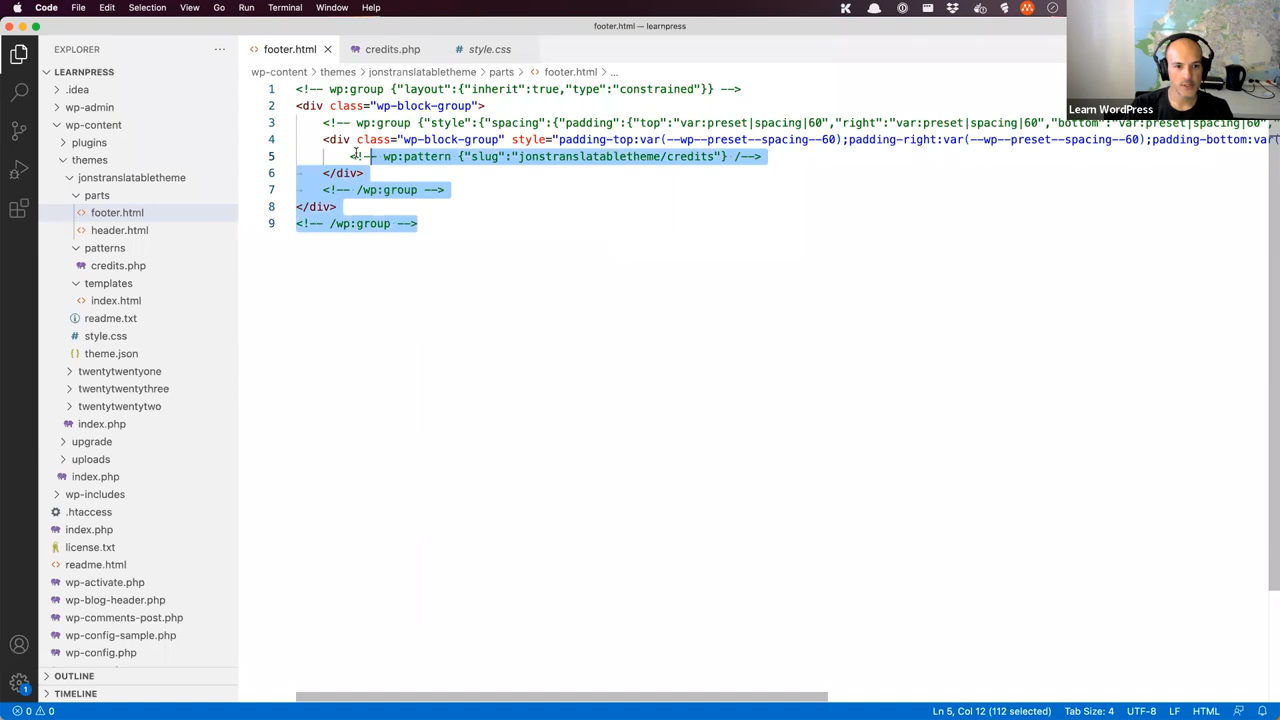 Code File Edit Selection View Go Run Terminal Window Help
footer.html — learnpress
EXPLORER ...
footer.html × credits.php style.css
wp-content > themes > jonstranslatabletheme > parts > footer.html > ...
LEARNPRESS
.idea
wp-admin
wp-content
plugins
themes
jonstranslatabletheme
parts
footer.html
header.html
patterns
credits.php
templates
index.html
readme.txt
style.css
theme.json
twentytwentyone
twentytwentythree
twentytwentytwo
index.php
upgrade
uploads
index.php
wp-includes
.htaccess
index.php
license.txt
readme.html
wp-activate.php
wp-blog-header.php
wp-comments-post.php
wp-config-sample.php
wp-config.php
OUTLINE
TIMELINE
1 <!-- wp:group {"layout":{"inherit":true,"type":"constrained"}} -->
2 <div class="wp-block-group">
3 <!-- wp:group {"style":{"spacing":{"padding":{"top":"var:preset|spacing|60","right":"var:preset|spacing|60","bottom":"var:preset|spacing|60
4 <div class="wp-block-group" style="padding-top:var(--wp--preset--spacing--60);padding-right:var(--wp--preset--spacing--60);padding-bottom:var(
5 <!-- wp:pattern {"slug":"jonstranslatabletheme/credits"} /-->
6 </div>
7 <!-- /wp:group -->
8 </div>
9 <!-- /wp:group -->
Learn WordPress
1
0 0 Ln 5, Col 12 (112 selected) Tab Size: 4 UTF-8 LF HTML